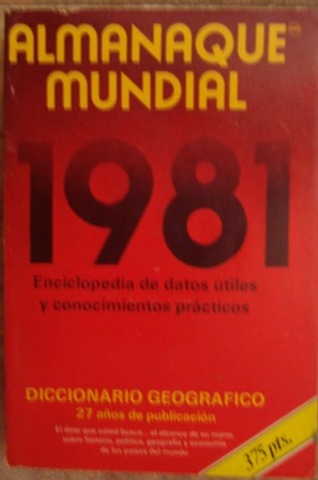 ALMANAQUE
MUNDIAL
1981
Enciclopedia de datos útiles
y conocimientos prácticos
DICCIONARIO GEOGRAFICO
27 años de publicación
El dato que usted busca... al alcance de su mano,
sobre historia, política, geografía y economía
de los países del mundo
375 pts.